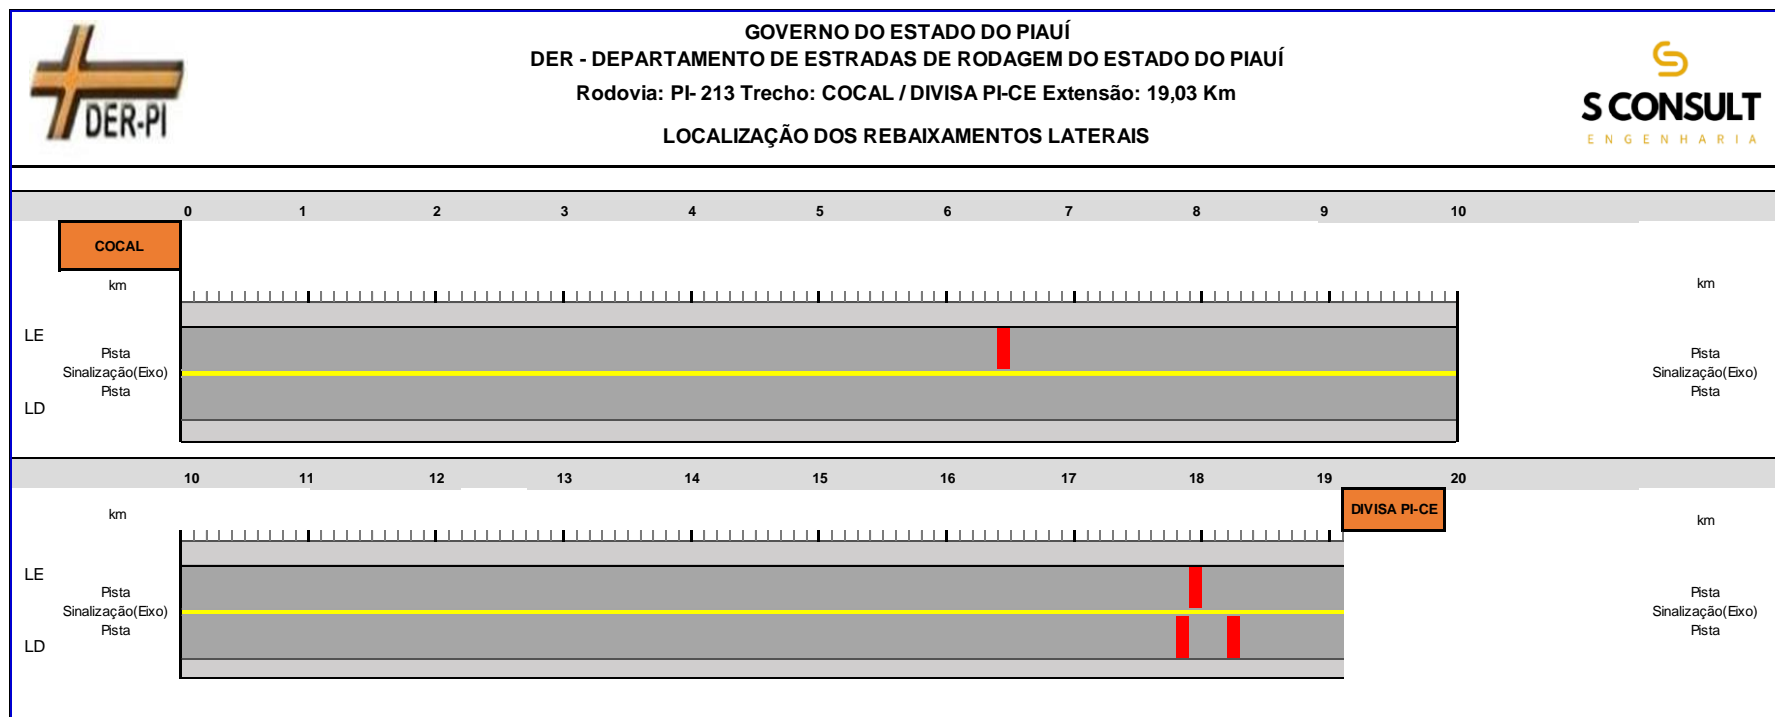 GOVERNO DO ESTADO DO PIAUÍ
DER - DEPARTAMENTO DE ESTRADAS DE RODAGEM DO ESTADO DO PIAUÍ
Rodovia: PI- 213 Trecho: COCAL / DIVISA PI-CE Extensão: 19,03 Km
LOCALIZAÇÃO DOS REBAIXAMENTOS LATERAIS
DER-PI
S CONSULT
ENGENHARIA
0 1 2 3 4 5 6 7 8 9 10
COCAL
km km
LE
Pista Pista
Sinalização(Eixo) Sinalização(Eixo)
Pista Pista
LD
10 11 12 13 14 15 16 17 18 19 20
DIVISA PI-CE
km km
LE
Pista Pista
Sinalização(Eixo) Sinalização(Eixo)
Pista Pista
LD